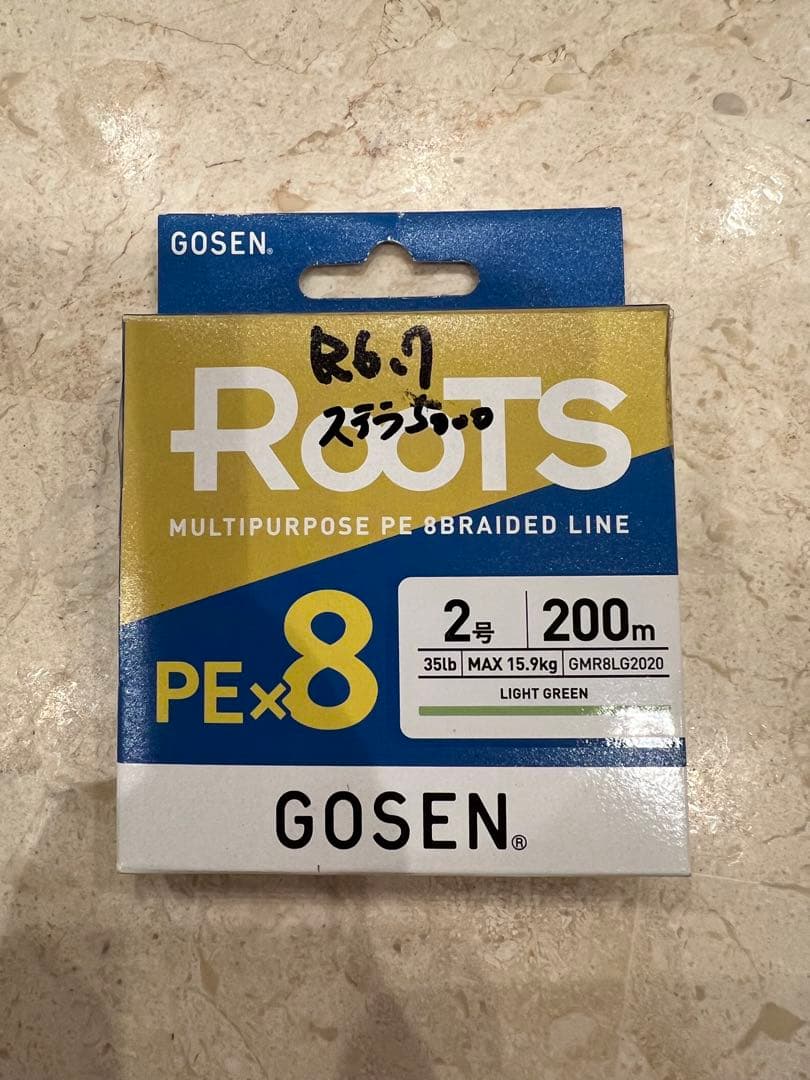 GOSEN®
R6.7
ROOTS
ステラ5000
MULTIPURPOSE PE 8BRAIDED LINE
PE×8
2号 200m
35lb MAX 15.9kg GMR8LG2020
LIGHT GREEN
GOSEN®